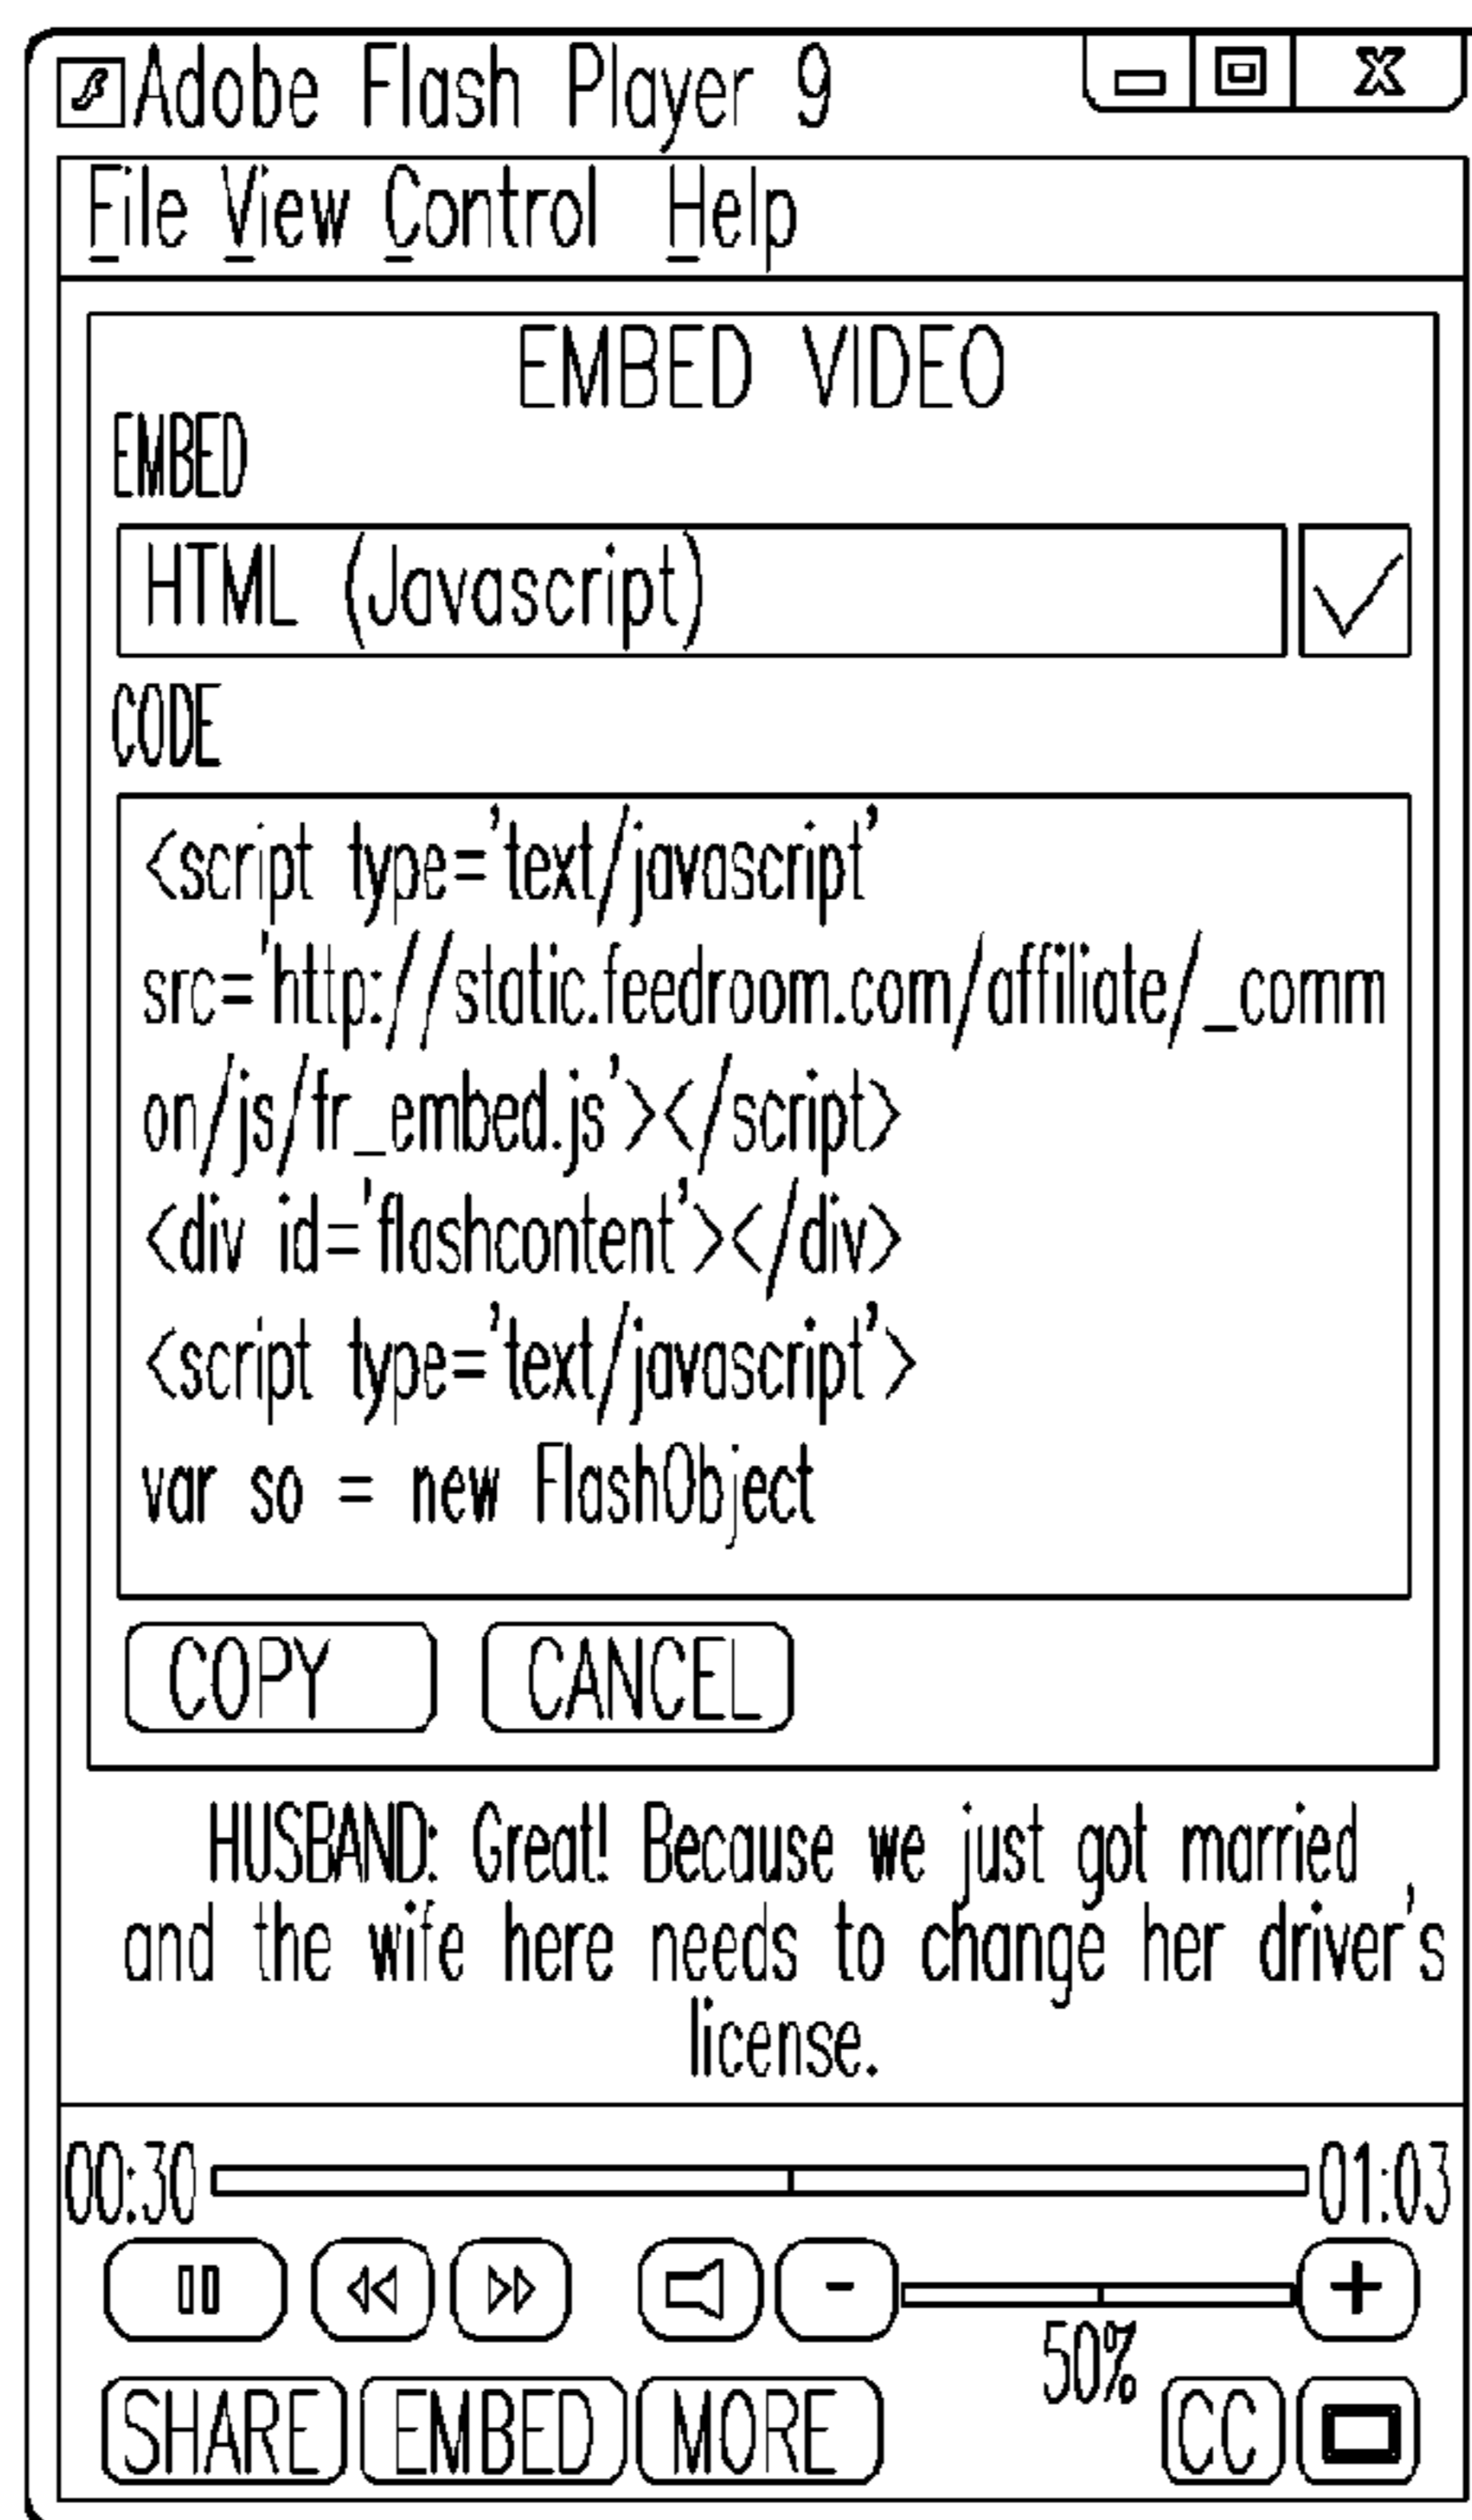 Adobe Flash Player 9
File View Control Help
EMBED VIDEO
EMBED
HTML (Javascript)
CODE
<script type='text/javascript'
src='http://static.feedroom.com/affiliate/_comm
on/js/fr_embed.js'></script>
<div id='flashcontent'></div>
<script type='text/javascript'>
var so = new FlashObject
COPY CANCEL
HUSBAND: Great! Because we just got married
and the wife here needs to change her driver's
license.
00:30 01:03
- +
50%
SHARE EMBED MORE CC